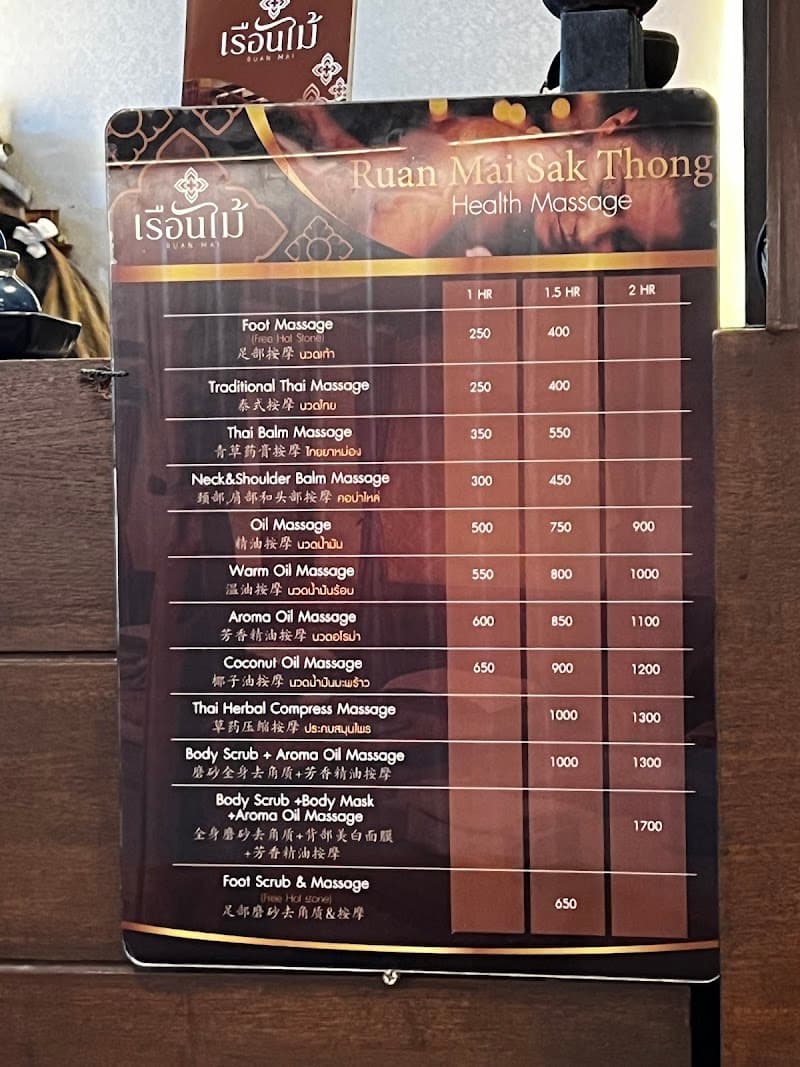 เรือนไม้
RUAN MAI
เรือนไม้
RUAN MAI
Ruan Mai Sak Thong
Health Massage
1 HR 1.5 HR 2 HR
Foot Massage
(Free Hot Stone)
足部按摩 นวดเท้า
250 400
Traditional Thai Massage
泰式按摩 นวดไทย
250 400
Thai Balm Massage
青草药膏按摩 ไทยยาหม่อง
350 550
Neck&Shoulder Balm Massage
颈部,肩部和头部按摩 คอบ่าไหล่
300 450
Oil Massage
精油按摩 นวดน้ำมัน
500 750 900
Warm Oil Massage
温油按摩 นวดน้ำมันร้อน
550 800 1000
Aroma Oil Massage
芳香精油按摩 นวดอโรม่า
600 850 1100
Coconut Oil Massage
椰子油按摩 นวดน้ำมันมะพร้าว
650 900 1200
Thai Herbal Compress Massage
草药压缩按摩 ประคบสมุนไพร
1000 1300
Body Scrub + Aroma Oil Massage
磨砂全身去角质+芳香精油按摩
1000 1300
Body Scrub +Body Mask
+Aroma Oil Massage
全身磨砂去角质+背部美白面膜
+芳香精油按摩
1700
Foot Scrub & Massage
(Free Hot stone)
足部磨砂去角质&按摩
650